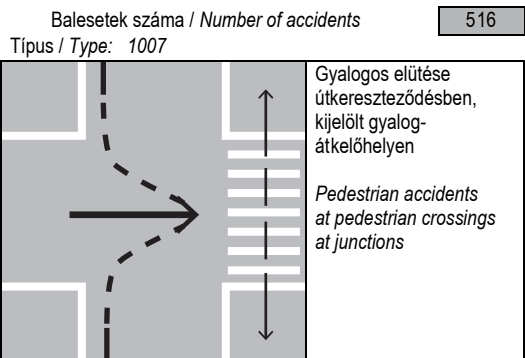 Balesetek száma / Number of accidents 516
Típus / Type: 1007
Gyalogos elütése
útkereszteződésben,
kijelölt gyalog-
átkelőhelyen
Pedestrian accidents
at pedestrian crossings
at junctions